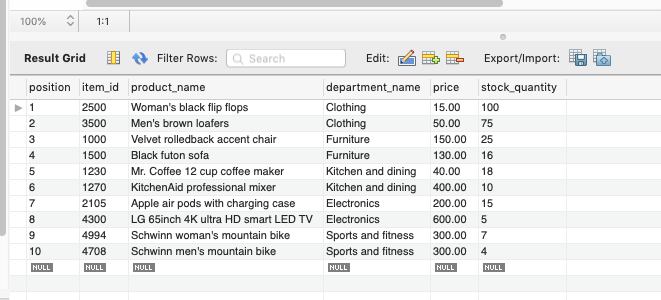 100% 1:1
Result Grid Filter Rows: Search Edit: Export/Import:
position item_id product_name department_name price stock_quantity
1 2500 Woman's black flip flops Clothing 15.00 100
2 3500 Men's brown loafers Clothing 50.00 75
3 1000 Velvet rolledback accent chair Furniture 150.00 25
4 1500 Black futon sofa Furniture 130.00 16
5 1230 Mr. Coffee 12 cup coffee maker Kitchen and dining 40.00 18
6 1270 KitchenAid professional mixer Kitchen and dining 400.00 10
7 2105 Apple air pods with charging case Electronics 200.00 15
8 4300 LG 65inch 4K ultra HD smart LED TV Electronics 600.00 5
9 4994 Schwinn woman's mountain bike Sports and fitness 300.00 7
10 4708 Schwinn men's mountain bike Sports and fitness 300.00 4
NULL NULL NULL NULL NULL NULL